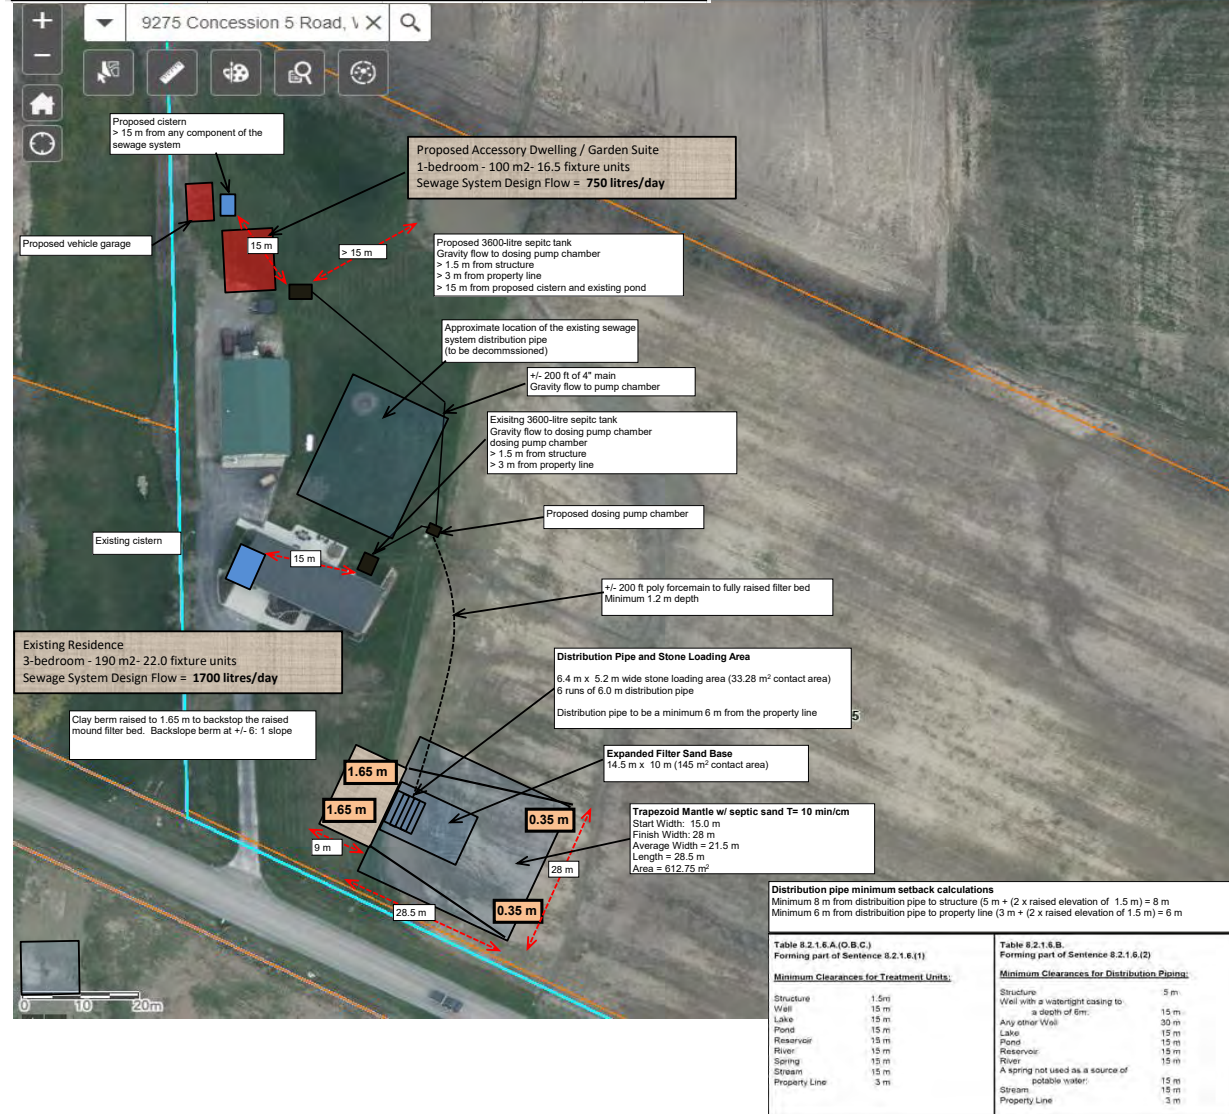 9275 Concession 5 Road, V
Proposed cistern
> 15 m from any component of the
sewage system
Proposed Accessory Dwelling / Garden Suite
1-bedroom - 100 m2- 16.5 fixture units
Sewage System Design Flow = 750 litres/day
Proposed vehicle garage
15 m
> 15 m
Proposed 3600-litre sepitc tank
Gravity flow to dosing pump chamber
> 1.5 m from structure
> 3 m from property line
> 15 m from proposed cistern and existing pond
Approximate location of the existing sewage
system distribution pipe
(to be decommssioned)
+/- 200 ft of 4" main
Gravity flow to pump chamber
Exisitng 3600-litre sepitc tank
Gravity flow to dosing pump chamber
dosing pump chamber
> 1.5 m from structure
> 3 m from property line
Proposed dosing pump chamber
Existing cistern
15 m
+/- 200 ft poly forcemain to fully raised filter bed
Minimum 1.2 m depth
Existing Residence
3-bedroom - 190 m2- 22.0 fixture units
Sewage System Design Flow = 1700 litres/day
Distribution Pipe and Stone Loading Area
6.4 m x 5.2 m wide stone loading area (33.28 m² contact area)
6 runs of 6.0 m distribution pipe
Distribution pipe to be a minimum 6 m from the property line
5
Clay berm raised to 1.65 m to backstop the raised
mound filter bed. Backslope berm at +/- 6: 1 slope
Expanded Filter Sand Base
14.5 m x 10 m (145 m² contact area)
1.65 m
1.65 m
0.35 m
Trapezoid Mantle w/ septic sand T= 10 min/cm
Start Width: 15.0 m
Finish Width: 28 m
Average Width = 21.5 m
Length = 28.5 m
Area = 612.75 m²
9 m
28 m
28.5 m
0.35 m
Distribution pipe minimum setback calculations
Minimum 8 m from distribuition pipe to structure (5 m + (2 x raised elevation of 1.5 m) = 8 m
Minimum 6 m from distribuition pipe to property line (3 m + (2 x raised elevation of 1.5 m) = 6 m
Table 8.2.1.6.A.(O.B.C.)
Forming part of Sentence 8.2.1.6.(1)
Minimum Clearances for Treatment Units:
Structure 1.5m
Well 15 m
Lake 15 m
Pond 15 m
Reservoir 15 m
River 15 m
Spring 15 m
Stream 15 m
Property Line 3 m
Table 8.2.1.6.B.
Forming part of Sentence 8.2.1.6.(2)
Minimum Clearances for Distribution Piping:
Structure 5 m
Well with a watertight casing to
a depth of 6m: 15 m
Any other Well 30 m
Lake 15 m
Pond 15 m
Reservoir 15 m
River 15 m
A spring not used as a source of
potable water: 15 m
Stream 15 m
Property Line 3 m
0 10 20m